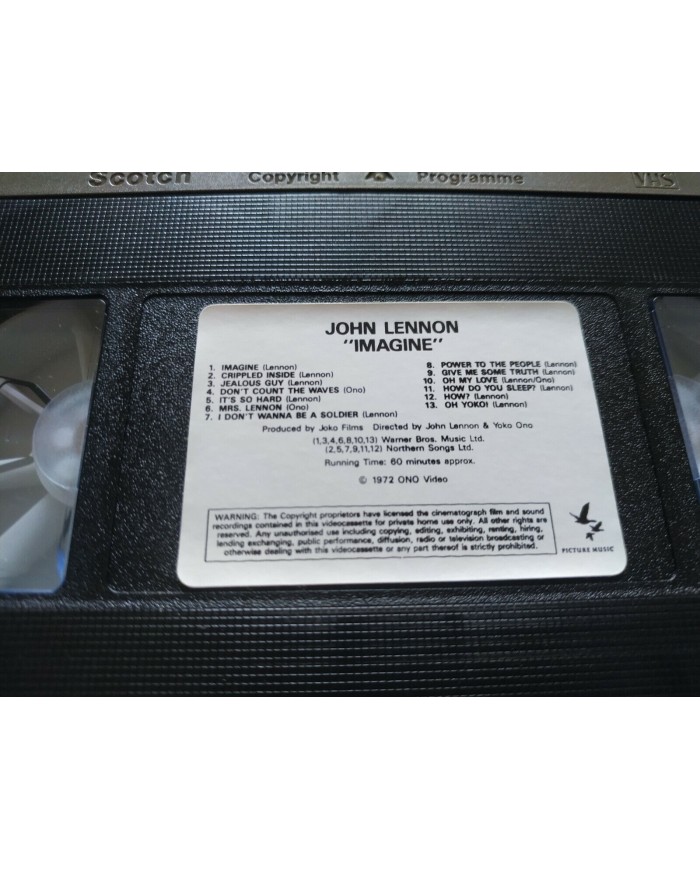 Scotch Copyright Programme VHS
JOHN LENNON
"IMAGINE"
1. IMAGINE (Lennon)
2. CRIPPLED INSIDE (Lennon)
3. JEALOUS GUY (Lennon)
4. DON'T COUNT THE WAVES (Ono)
5. IT'S SO HARD (Lennon)
6. MRS. LENNON (Ono)
7. I DON'T WANNA BE A SOLDIER (Lennon)
8. POWER TO THE PEOPLE (Lennon)
9. GIVE ME SOME TRUTH (Lennon)
10. OH MY LOVE (Lennon/Ono)
11. HOW DO YOU SLEEP? (Lennon)
12. HOW? (Lennon)
13. OH YOKO! (Lennon)
Produced by Joko Films Directed by John Lennon & Yoko Ono
(1,3,4,6,8,10,13) Warner Bros. Music Ltd.
(2,5,7,9,11,12) Northern Songs Ltd.
Running Time: 60 minutes approx.
© 1972 ONO Video
WARNING: The Copyright proprietors have licensed the cinematograph film and sound
recordings contained in this videocassette for private home use only. All other rights are
reserved. Any unauthorised use including copying, editing, exhibiting, renting, hiring,
lending exchanging, public performance, diffusion, radio or television broadcasting or
otherwise dealing with this videocassette or any part thereof is strictly prohibited.
PICTURE MUSIC